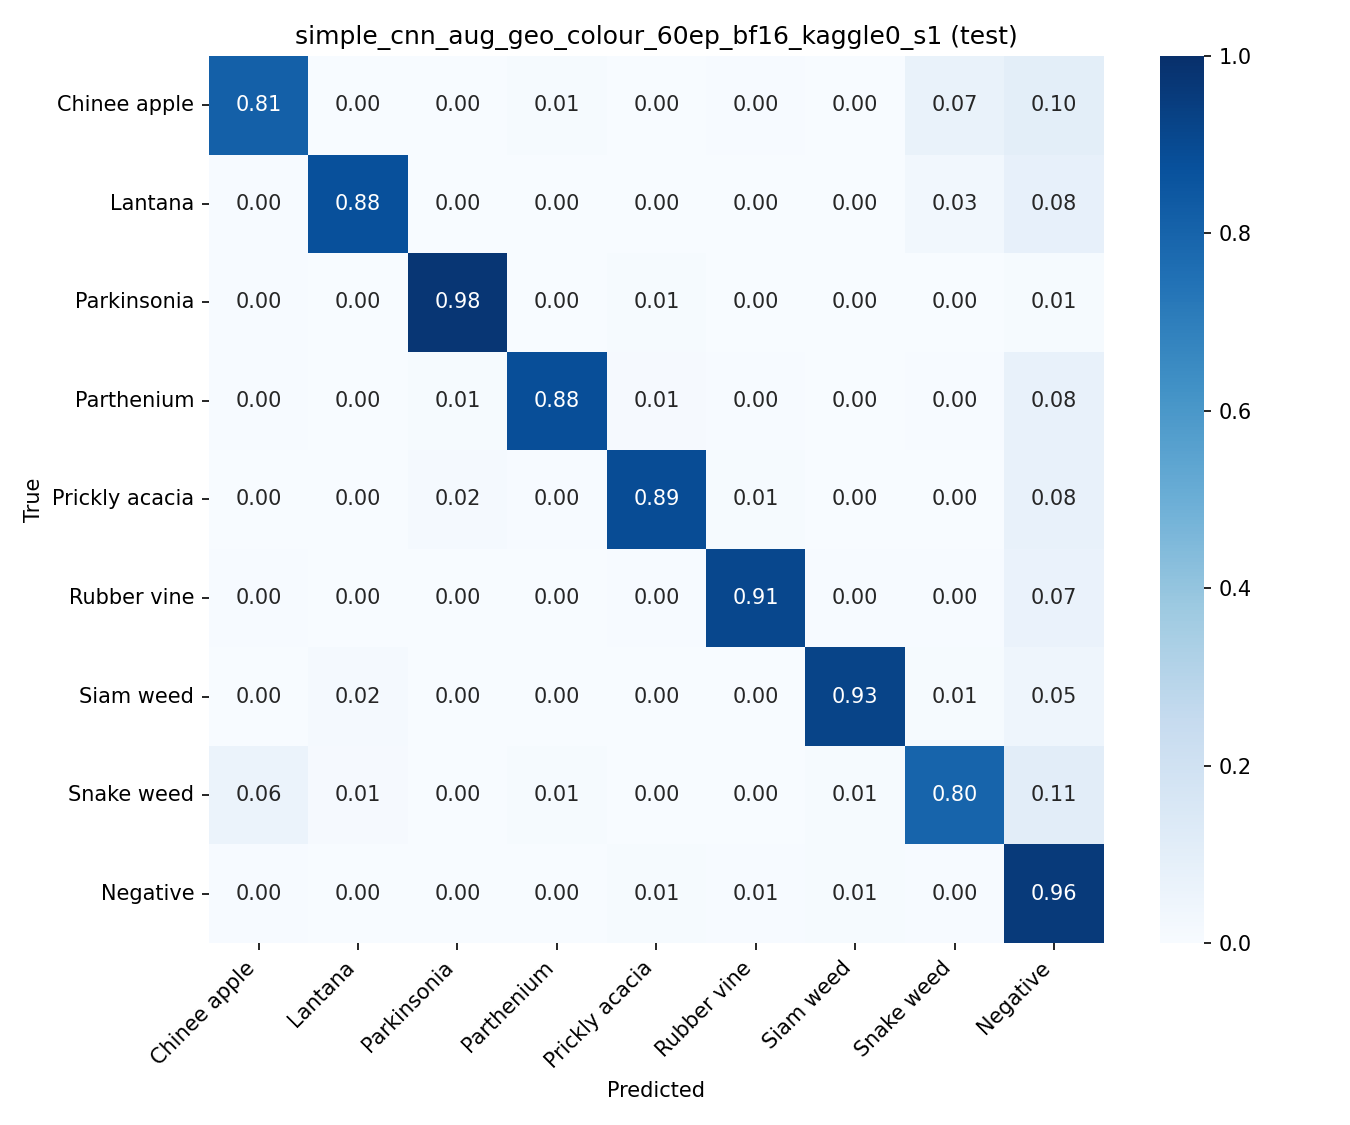 simple_cnn_aug_geo_colour_60ep_bf16_kaggle0_s1 (test)
Chinee apple 0.81 0.00 0.00 0.01 0.00 0.00 0.00 0.07 0.10
Lantana 0.00 0.88 0.00 0.00 0.00 0.00 0.00 0.03 0.08
Parkinsonia 0.00 0.00 0.98 0.00 0.01 0.00 0.00 0.00 0.01
Parthenium 0.00 0.00 0.01 0.88 0.01 0.00 0.00 0.00 0.08
Prickly acacia 0.00 0.00 0.02 0.00 0.89 0.01 0.00 0.00 0.08
Rubber vine 0.00 0.00 0.00 0.00 0.00 0.91 0.00 0.00 0.07
Siam weed 0.00 0.02 0.00 0.00 0.00 0.00 0.93 0.01 0.05
Snake weed 0.06 0.01 0.00 0.01 0.00 0.00 0.01 0.80 0.11
Negative 0.00 0.00 0.00 0.00 0.01 0.01 0.01 0.00 0.96
True
Chinee apple
Lantana
Parkinsonia
Parthenium
Prickly acacia
Rubber vine
Siam weed
Snake weed
Negative
Predicted
1.0
0.8
0.6
0.4
0.2
0.0